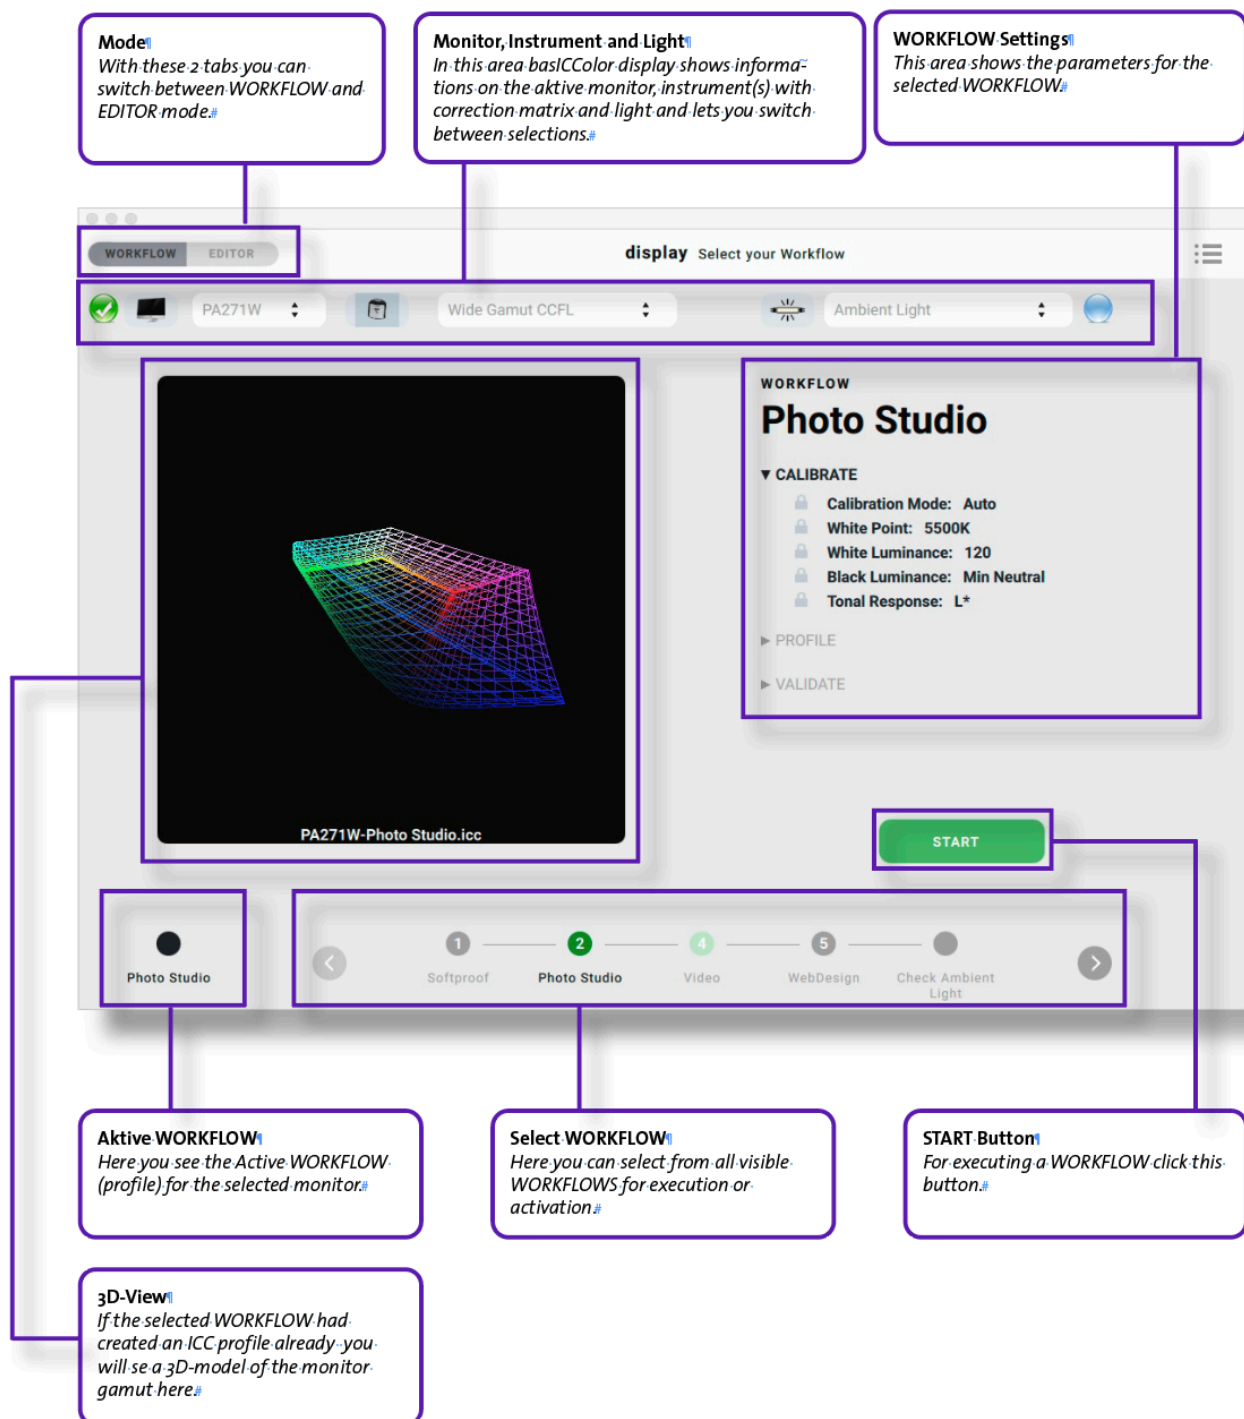 Mode¶
With these 2 tabs you can
switch between WORKFLOW and
EDITOR mode.#
Monitor, Instrument and Light¶
In this area basICColor display shows informa~
tions on the aktive monitor, instrument(s) with
correction matrix and light and lets you switch
between selections.#
WORKFLOW Settings¶
This area shows the parameters for the
selected WORKFLOW.#
WORKFLOW EDITOR
display Select your Workflow
PA271W
Wide Gamut CCFL
Ambient Light
WORKFLOW
Photo Studio
▼ CALIBRATE
Calibration Mode: Auto
White Point: 5500K
White Luminance: 120
Black Luminance: Min Neutral
Tonal Response: L*
► PROFILE
► VALIDATE
PA271W-Photo Studio.icc
START
Photo Studio
1 2 4 5
Softproof Photo Studio Video WebDesign Check Ambient
Light
Aktive WORKFLOW¶
Here you see the Active WORKFLOW
(profile) for the selected monitor.#
Select WORKFLOW¶
Here you can select from all visible
WORKFLOWS for execution or
activation.#
START Button¶
For executing a WORKFLOW click this
button.#
3D-View¶
If the selected WORKFLOW had
created an ICC profile already you
will se a 3D-model of the monitor
gamut here.#